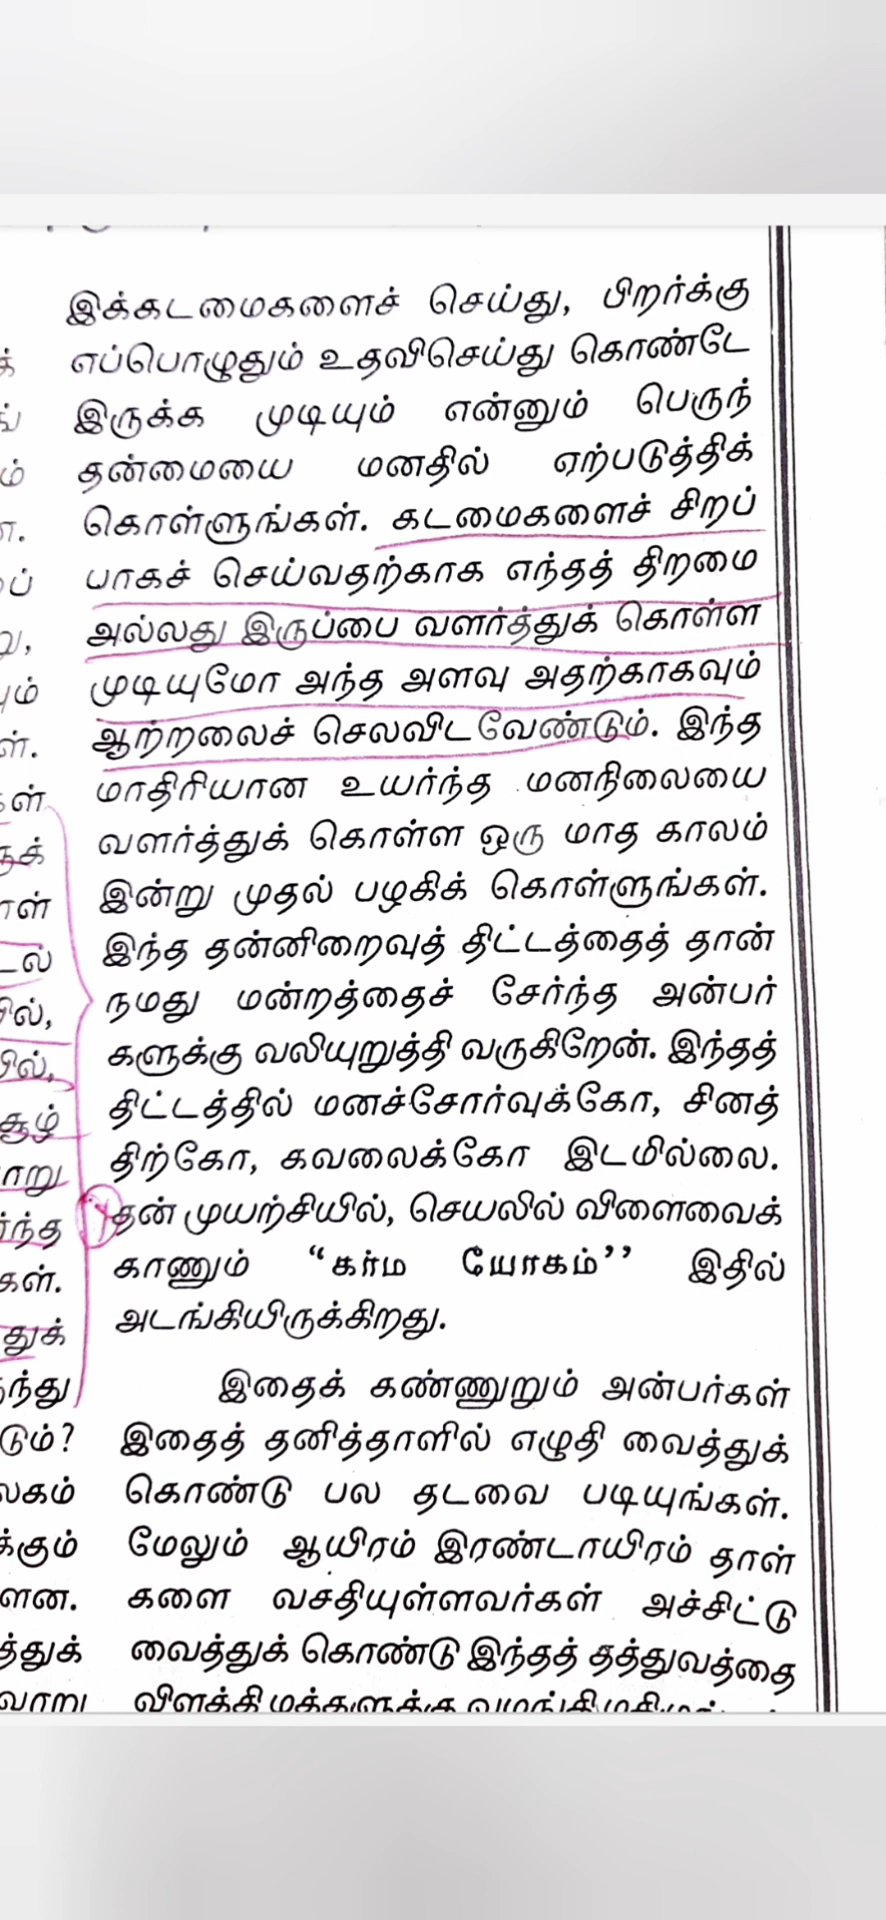 இக்கடமைகளைச் செய்து, பிறர்க்கு
எப்பொழுதும் உதவிசெய்து கொண்டே
இருக்க முடியும் என்னும் பெருந்
தன்மையை மனதில் ஏற்படுத்திக்
கொள்ளுங்கள். கடமைகளைச் சிறப்
பாகச் செய்வதற்காக எந்தத் திறமை
அல்லது இருப்பை வளர்த்துக் கொள்ள
முடியுமோ அந்த அளவு அதற்காகவும்
ஆற்றலைச் செலவிடவேண்டும். இந்த
மாதிரியான உயர்ந்த மனநிலையை
வளர்த்துக் கொள்ள ஒரு மாத காலம்
இன்று முதல் பழகிக் கொள்ளுங்கள்.
இந்த தன்னிறைவுத் திட்டத்தைத் தான்
நமது மன்றத்தைச் சேர்ந்த அன்பர்
களுக்கு வலியுறுத்தி வருகிறேன். இந்தத்
திட்டத்தில் மனச்சோர்வுக்கோ, சினத்
திற்கோ, கவலைக்கோ இடமில்லை.
தன் முயற்சியில், செயலில் விளைவைக்
காணும் “கர்ம யோகம்’’ இதில்
அடங்கியிருக்கிறது.
இதைக் கண்ணுறும் அன்பர்கள்
இதைத் தனித்தாளில் எழுதி வைத்துக்
கொண்டு பல தடவை படியுங்கள்.
மேலும் ஆயிரம் இரண்டாயிரம் தாள்
களை வசதியுள்ளவர்கள் அச்சிட்டு
வைத்துக் கொண்டு இந்தத் தத்துவத்தை
விளக்கி மக்களுக்கு